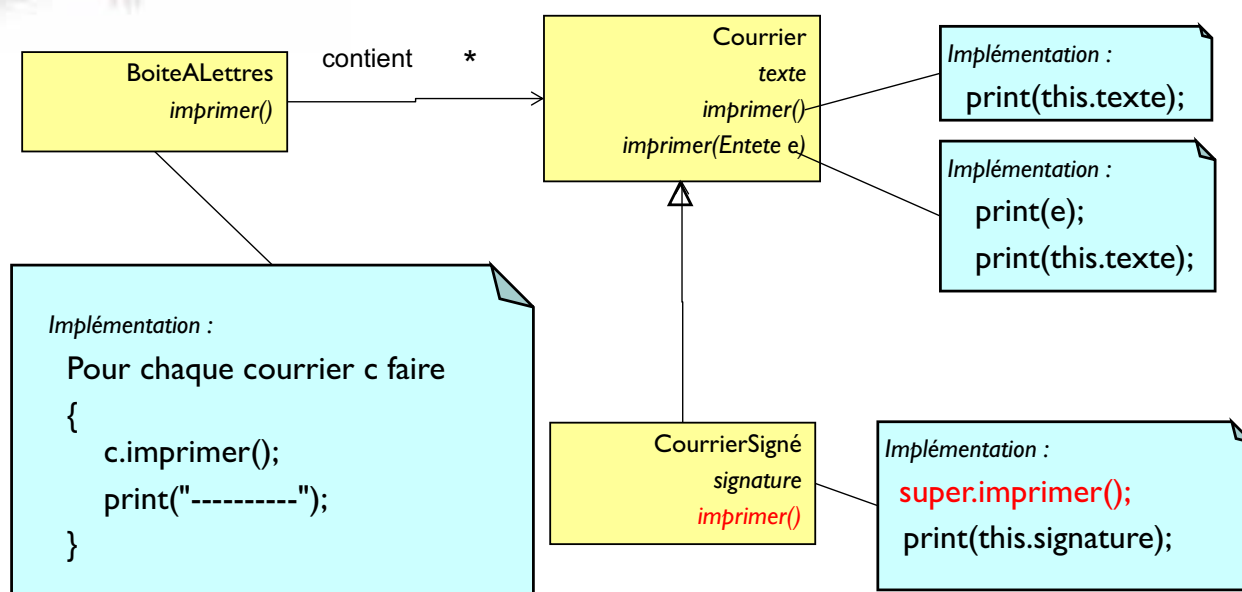 BoiteALettres
imprimer()
contient *
Courrier
texte
imprimer()
imprimer(Entete e)
Implémentation :
print(this.texte);
Implémentation :
print(e);
print(this.texte);
Implémentation :
Pour chaque courrier c faire
{
c.imprimer();
print("----------");
}
CourrierSigné
signature
imprimer()
Implémentation :
super.imprimer();
print(this.signature);